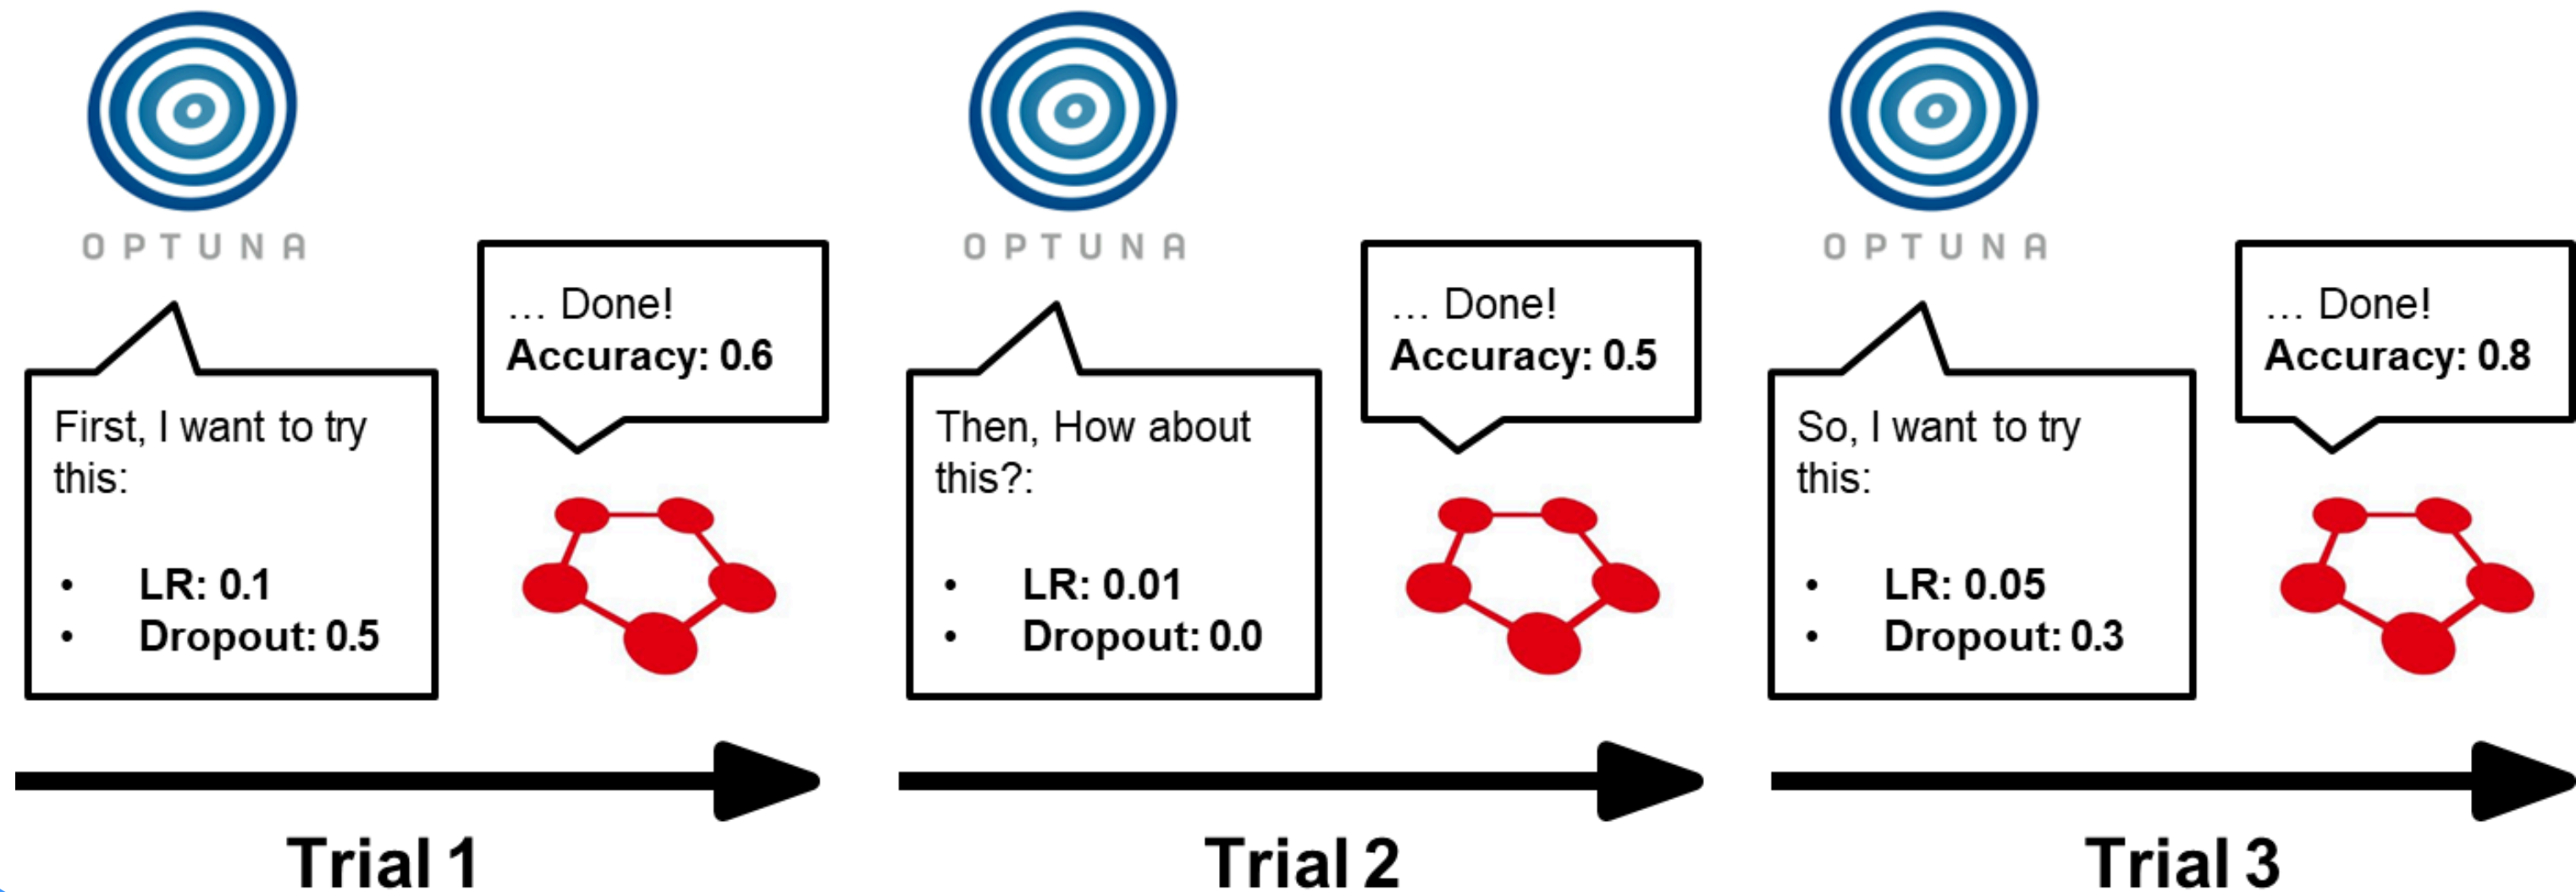 OPTUNA
First, I want to try
this:
• LR: 0.1
• Dropout: 0.5
... Done!
Accuracy: 0.6
Trial 1
OPTUNA
Then, How about
this?:
• LR: 0.01
• Dropout: 0.0
... Done!
Accuracy: 0.5
Trial 2
OPTUNA
So, I want to try
this:
• LR: 0.05
• Dropout: 0.3
... Done!
Accuracy: 0.8
Trial 3